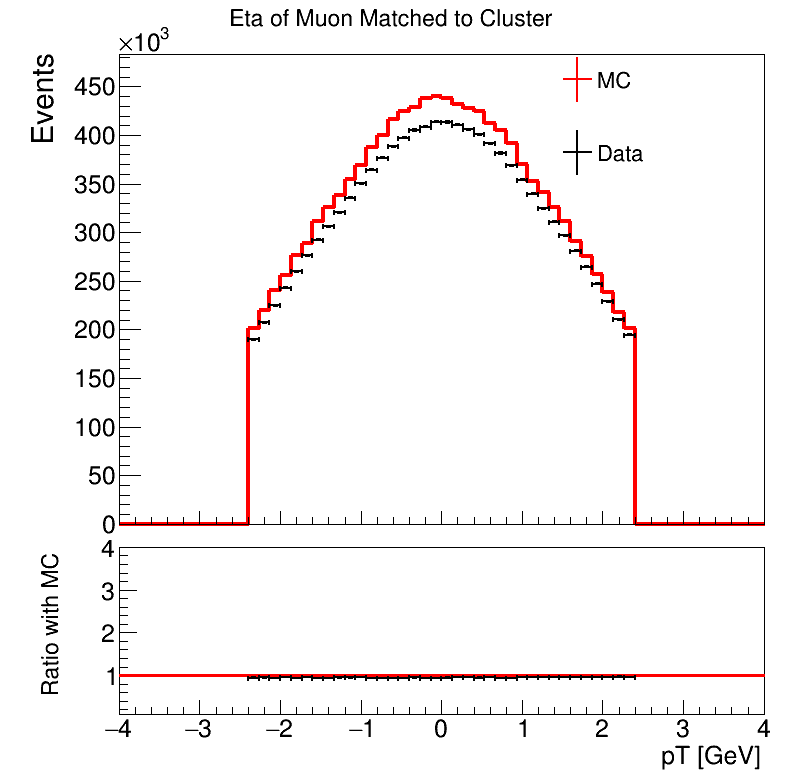 Eta of Muon Matched to Cluster
×10³
Events
450
400
350
300
250
200
150
100
50
0
MC
Data
Ratio with MC
4
3
2
1
−4 −3 −2 −1 0 1 2 3 4
pT [GeV]